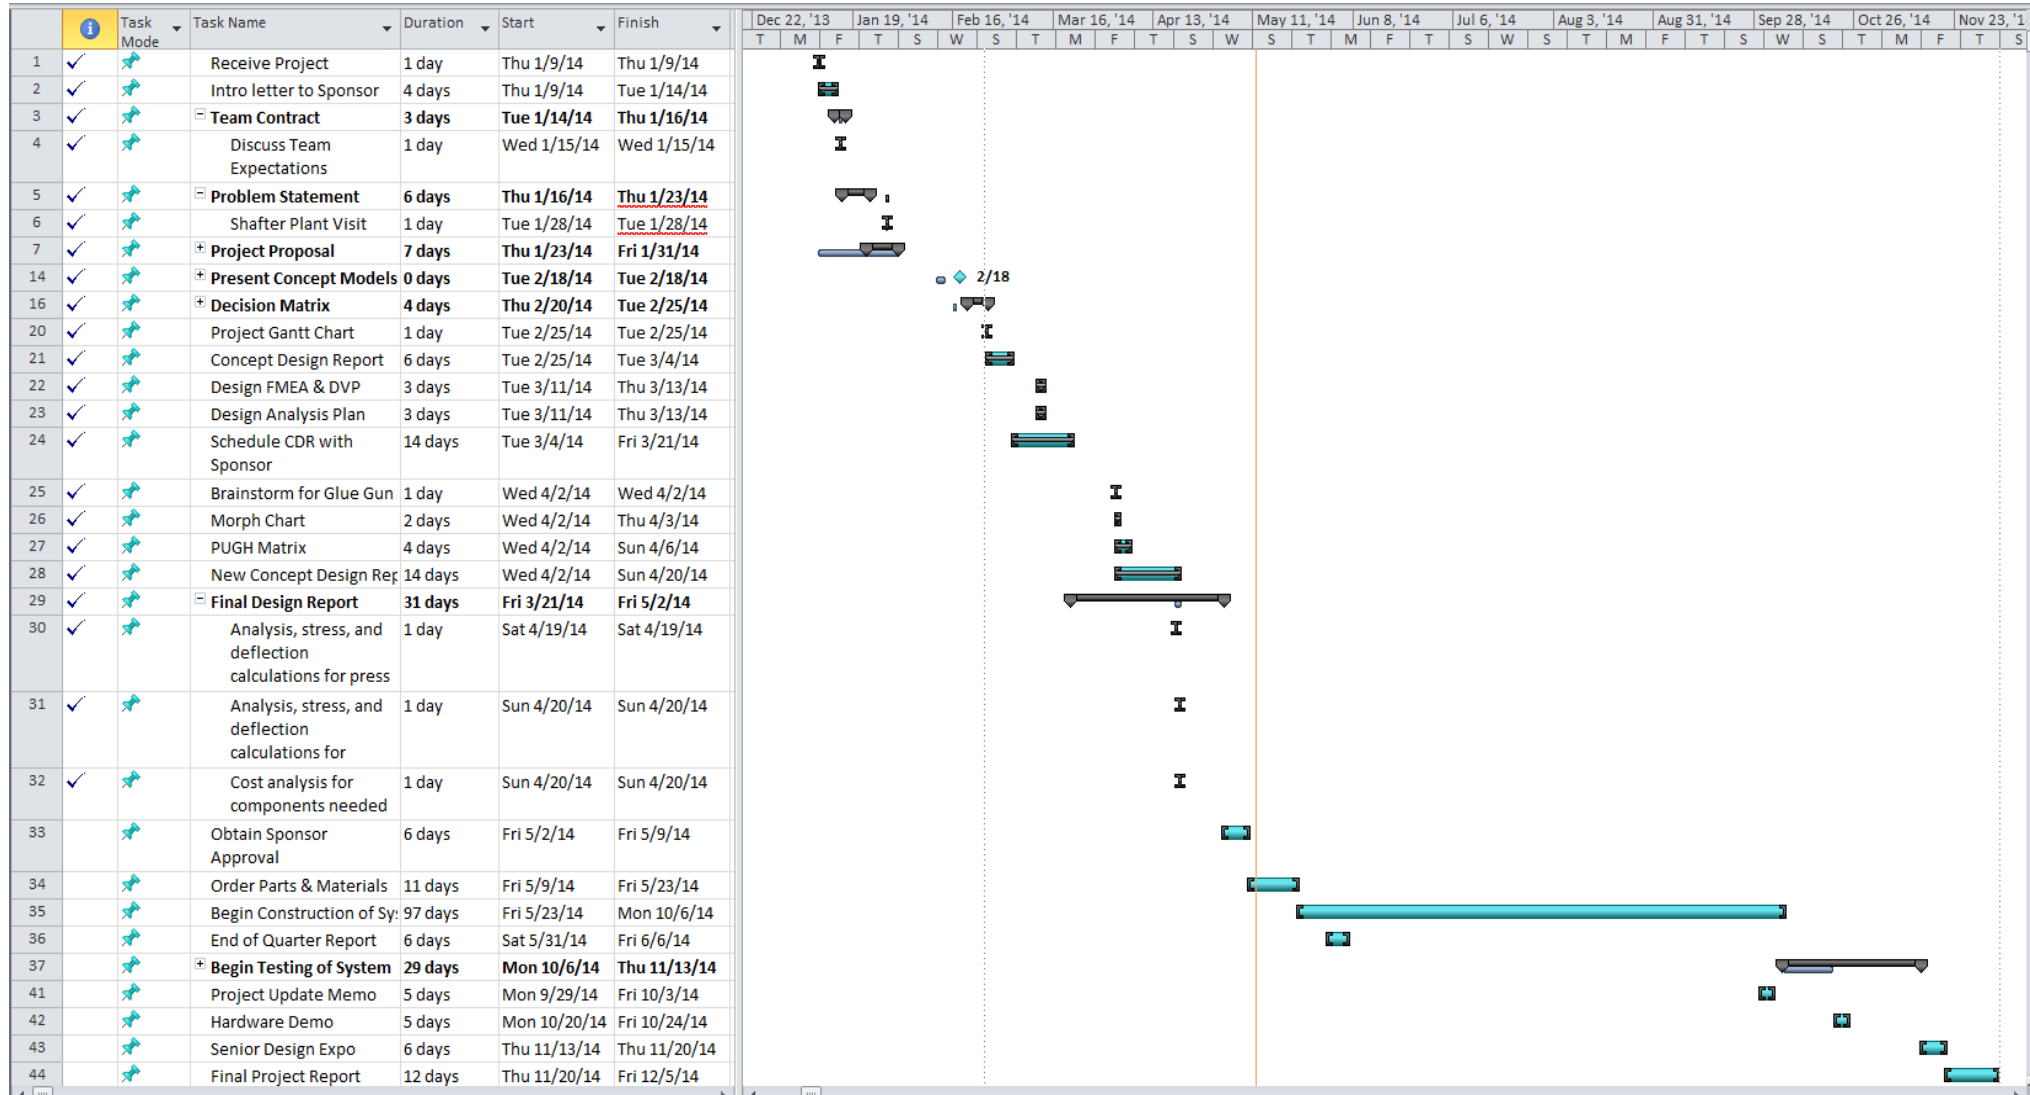 Dec 22, '13 Jan 19, '14 Feb 16, '14 Mar 16, '14 Apr 13, '14 May 11, '14 Jun 8, '14 Jul 6, '14 Aug 3, '14 Aug 31, '14 Sep 28, '14 Oct 26, '14 Nov 23, '1
Task Mode Task Name Duration Start Finish
T M F T S W S T M F T S W S T M F T S W S T M F T S W S T M F T S
1 Receive Project 1 day Thu 1/9/14 Thu 1/9/14
2 Intro letter to Sponsor 4 days Thu 1/9/14 Tue 1/14/14
3 Team Contract 3 days Tue 1/14/14 Thu 1/16/14
4 Discuss Team 1 day Wed 1/15/14 Wed 1/15/14
Expectations
5 Problem Statement 6 days Thu 1/16/14 Thu 1/23/14
6 Shafter Plant Visit 1 day Tue 1/28/14 Tue 1/28/14
7 Project Proposal 7 days Thu 1/23/14 Fri 1/31/14
14 Present Concept Models 0 days Tue 2/18/14 Tue 2/18/14 2/18
16 Decision Matrix 4 days Thu 2/20/14 Tue 2/25/14
20 Project Gantt Chart 1 day Tue 2/25/14 Tue 2/25/14
21 Concept Design Report 6 days Tue 2/25/14 Tue 3/4/14
22 Design FMEA & DVP 3 days Tue 3/11/14 Thu 3/13/14
23 Design Analysis Plan 3 days Tue 3/11/14 Thu 3/13/14
24 Schedule CDR with 14 days Tue 3/4/14 Fri 3/21/14
Sponsor
25 Brainstorm for Glue Gun 1 day Wed 4/2/14 Wed 4/2/14
26 Morph Chart 2 days Wed 4/2/14 Thu 4/3/14
27 PUGH Matrix 4 days Wed 4/2/14 Sun 4/6/14
28 New Concept Design Rep 14 days Wed 4/2/14 Sun 4/20/14
29 Final Design Report 31 days Fri 3/21/14 Fri 5/2/14
30 Analysis, stress, and 1 day Sat 4/19/14 Sat 4/19/14
deflection
calculations for press
31 Analysis, stress, and 1 day Sun 4/20/14 Sun 4/20/14
deflection
calculations for
32 Cost analysis for 1 day Sun 4/20/14 Sun 4/20/14
components needed
33 Obtain Sponsor 6 days Fri 5/2/14 Fri 5/9/14
Approval
34 Order Parts & Materials 11 days Fri 5/9/14 Fri 5/23/14
35 Begin Construction of Sy 97 days Fri 5/23/14 Mon 10/6/14
36 End of Quarter Report 6 days Sat 5/31/14 Fri 6/6/14
37 Begin Testing of System 29 days Mon 10/6/14 Thu 11/13/14
41 Project Update Memo 5 days Mon 9/29/14 Fri 10/3/14
42 Hardware Demo 5 days Mon 10/20/14 Fri 10/24/14
43 Senior Design Expo 6 days Thu 11/13/14 Thu 11/20/14
44 Final Project Report 12 days Thu 11/20/14 Fri 12/5/14